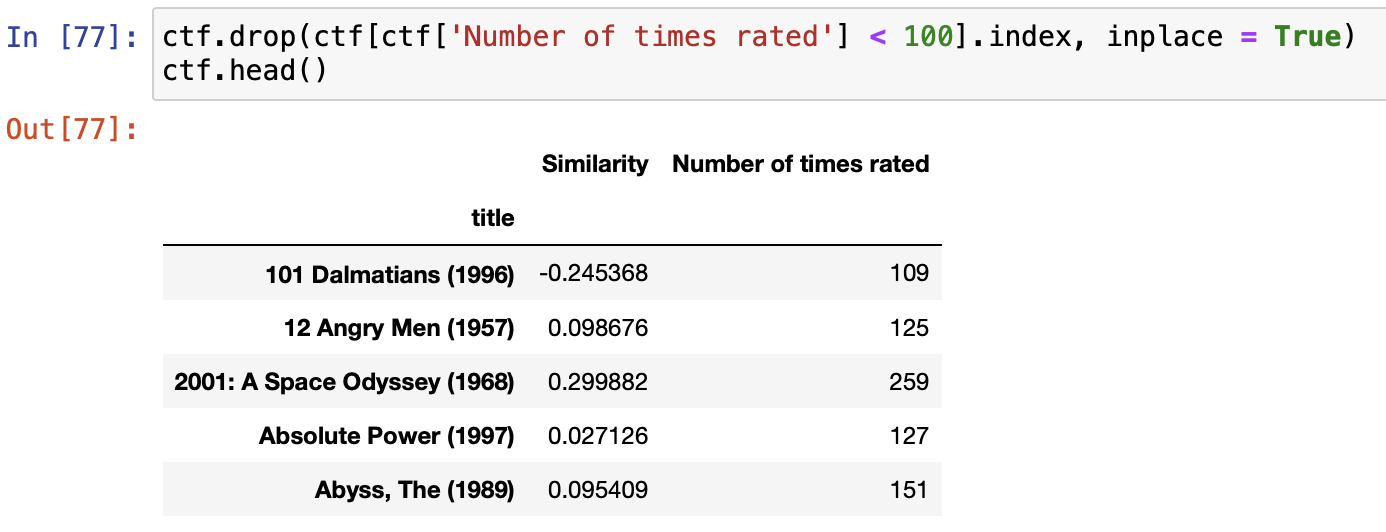 In [77]: ctf.drop(ctf[ctf['Number of times rated'] < 100].index, inplace = True)
ctf.head()
Out[77]:
Similarity Number of times rated
title
101 Dalmatians (1996) -0.245368 109
12 Angry Men (1957) 0.098676 125
2001: A Space Odyssey (1968) 0.299882 259
Absolute Power (1997) 0.027126 127
Abyss, The (1989) 0.095409 151